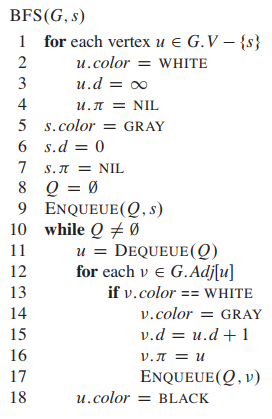 BFS(G, s)
1 for each vertex u ∈ G.V − {s}
2 u.color = WHITE
3 u.d = ∞
4 u.π = NIL
5 s.color = GRAY
6 s.d = 0
7 s.π = NIL
8 Q = Ø
9 ENQUEUE(Q, s)
10 while Q ≠ Ø
11 u = DEQUEUE(Q)
12 for each v ∈ G.Adj[u]
13 if v.color == WHITE
14 v.color = GRAY
15 v.d = u.d + 1
16 v.π = u
17 ENQUEUE(Q, v)
18 u.color = BLACK